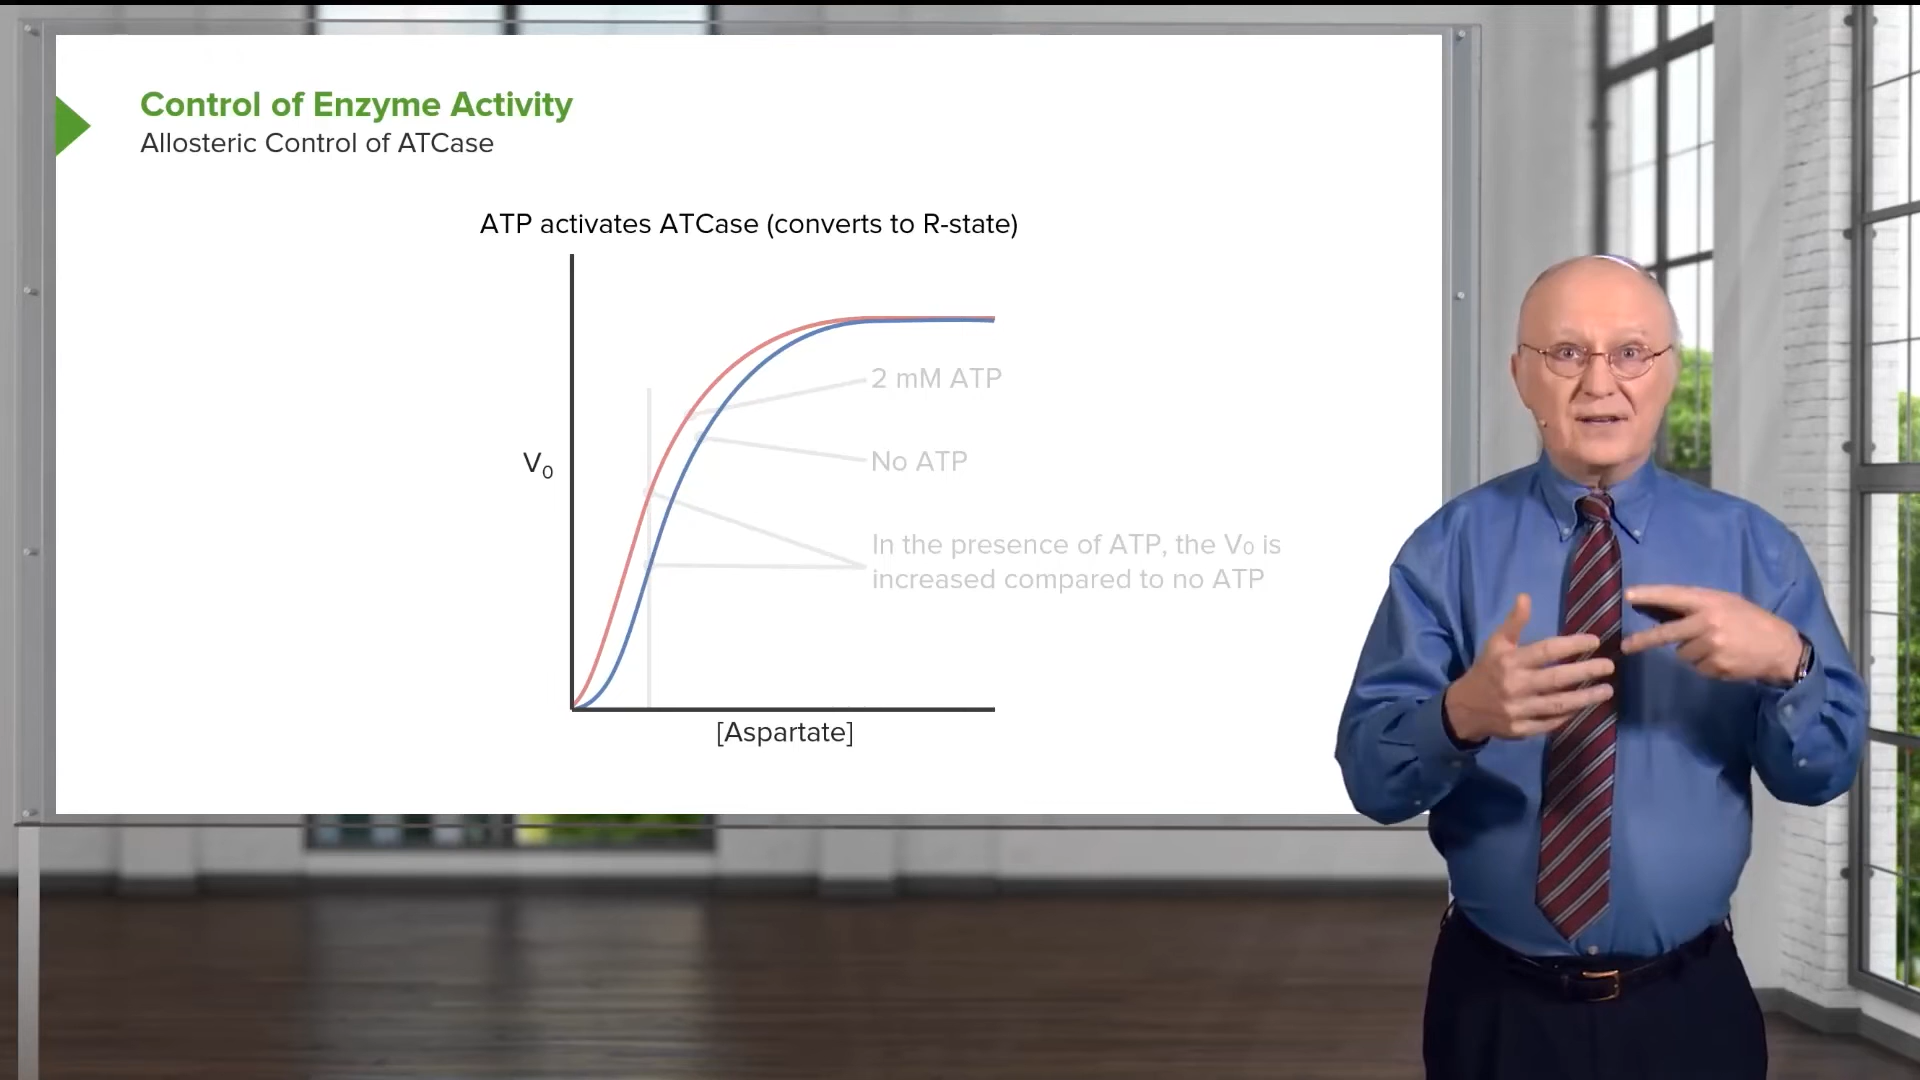 Control of Enzyme Activity
Allosteric Control of ATCase
ATP activates ATCase (converts to R-state)
2 mM ATP
No ATP
V₀
In the presence of ATP, the V₀ is
increased compared to no ATP
[Aspartate]